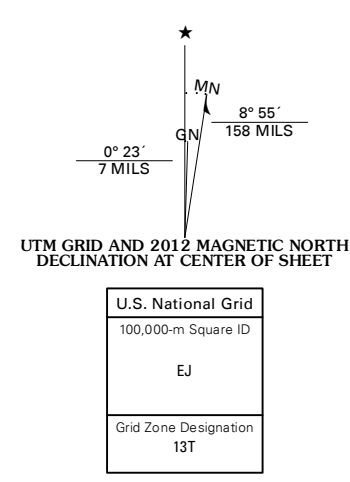 MN
8° 55´
158 MILS
GN
0° 23´
7 MILS
UTM GRID AND 2012 MAGNETIC NORTH
DECLINATION AT CENTER OF SHEET
U.S. National Grid
100,000-m Square ID
EJ
Grid Zone Designation
13T